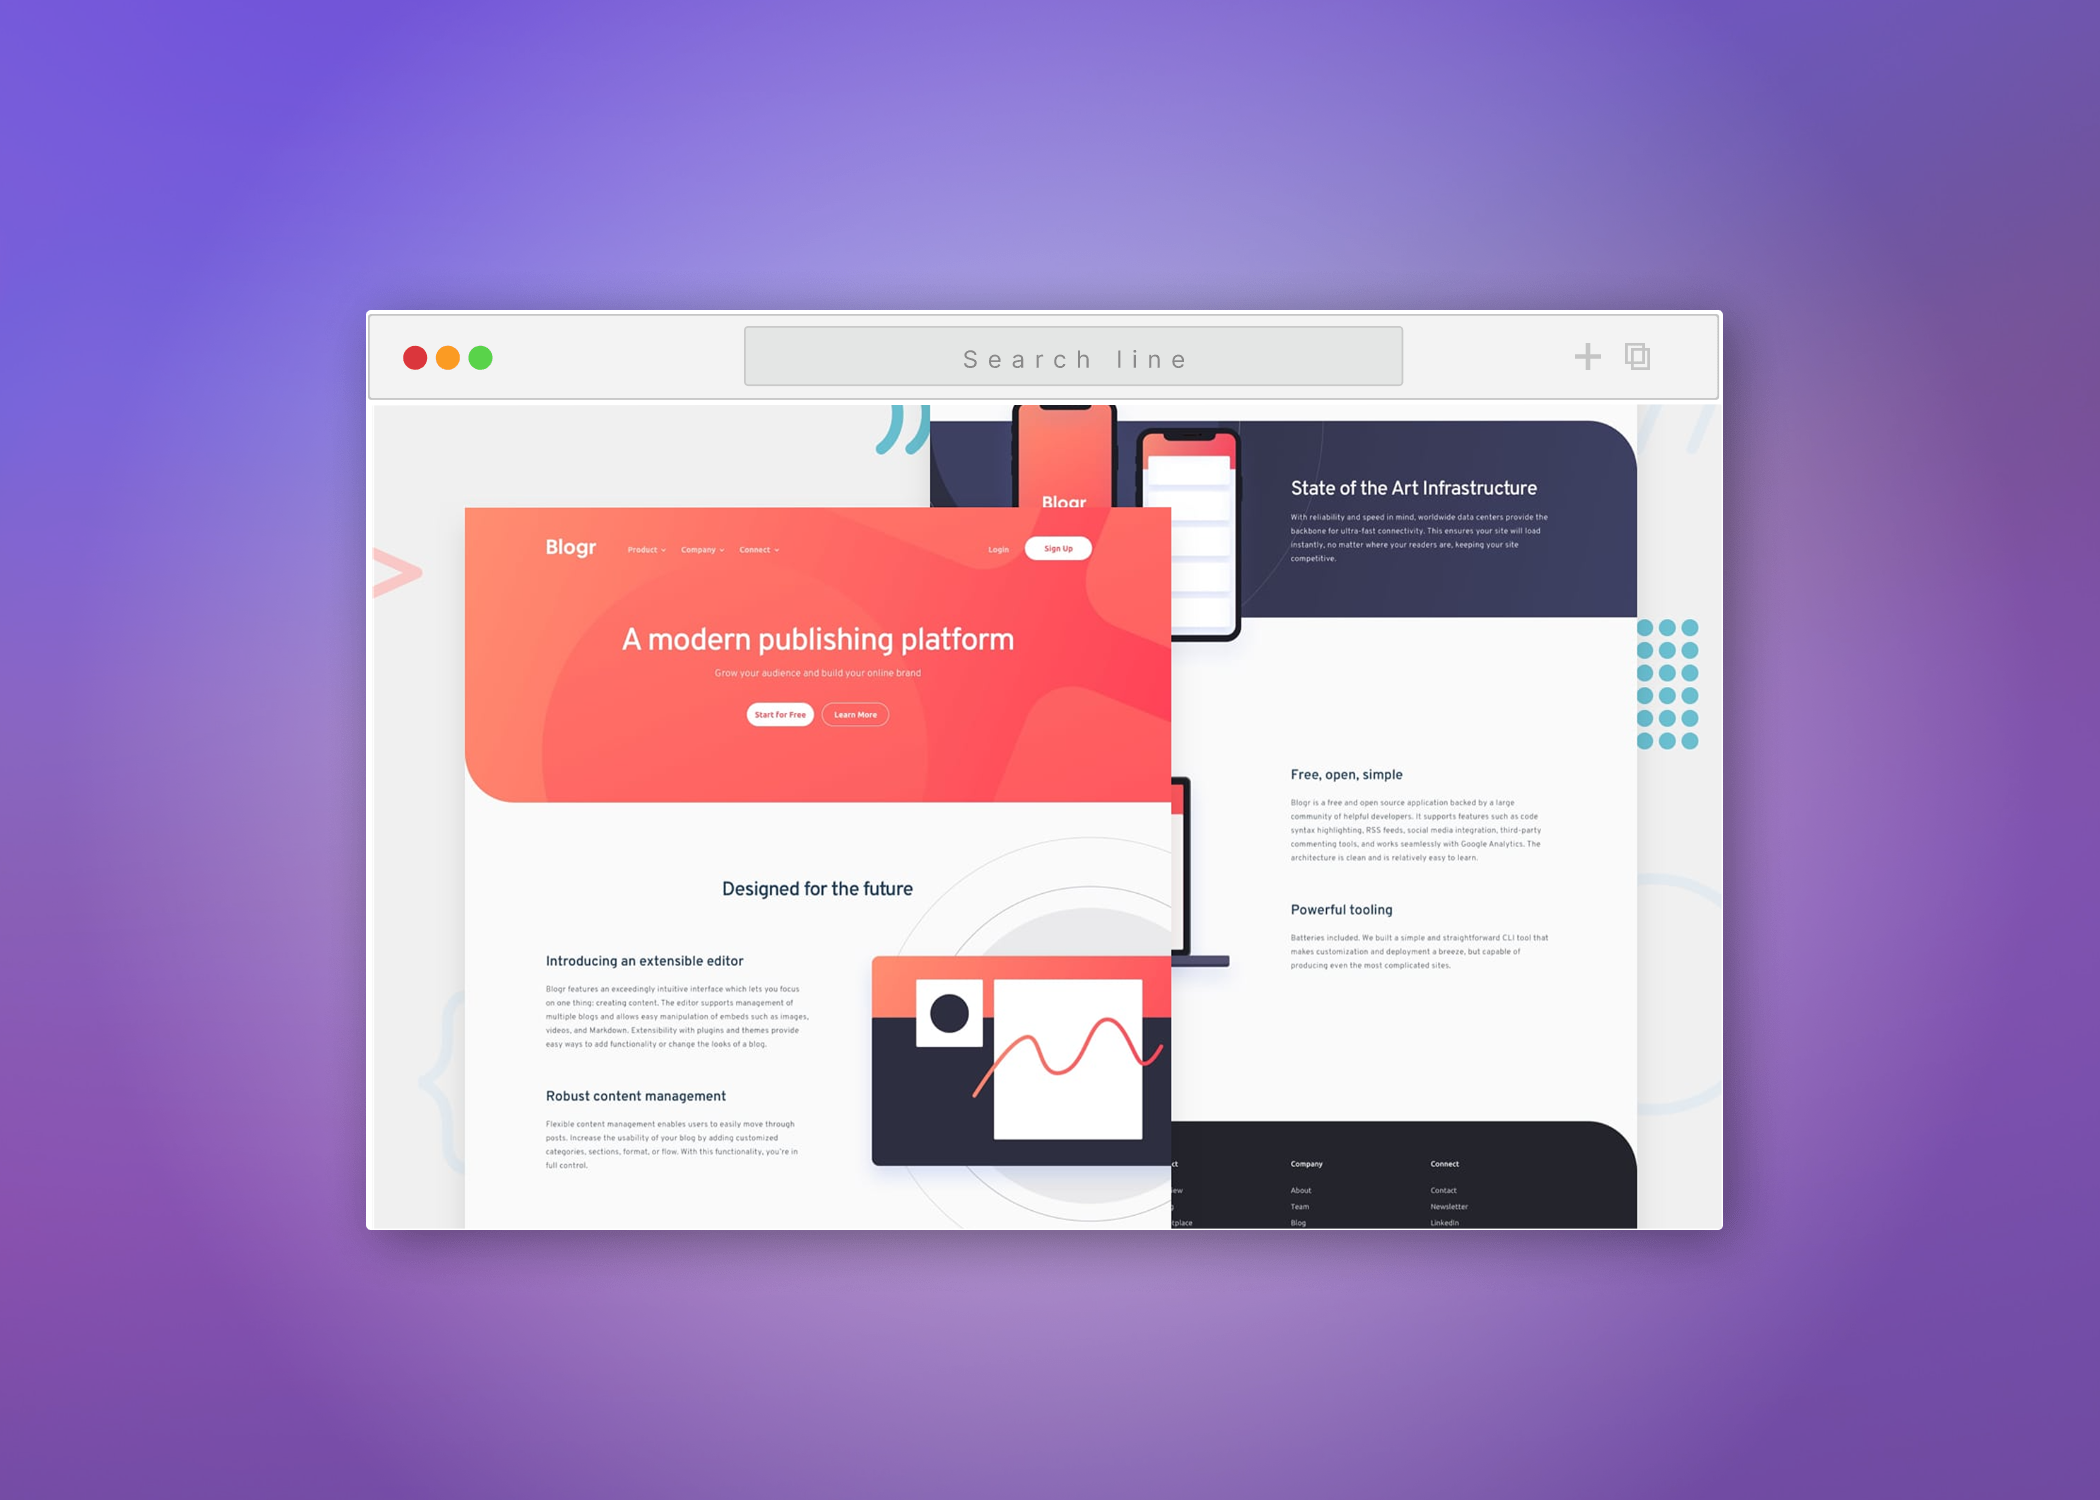 Search line
Blogr
State of the Art Infrastructure
With reliability and speed in mind, worldwide data centers provide the
backbone for ultra-fast connectivity. This ensures your site will load
instantly, no matter where your readers are, keeping your site
competitive.
Blogr
Product
Company
Connect
Login
Sign Up
A modern publishing platform
Grow your audience and build your online brand
Start for Free
Learn More
Designed for the future
Introducing an extensible editor
Blogr features an exceedingly intuitive interface which lets you focus
on one thing: creating content. The editor supports management of
multiple blogs and allows easy manipulation of embeds such as images,
videos, and Markdown. Extensibility with plugins and themes provide
easy ways to add functionality or change the looks of a blog.
Robust content management
Flexible content management enables users to easily move through
posts. Increase the usability of your blog by adding customized
categories, sections, format, or flow. With this functionality, you're in
full control.
Free, open, simple
Blogr is a free and open source application backed by a large
community of helpful developers. It supports features such as code
syntax highlighting, RSS feeds, social media integration, third-party
commenting tools, and works seamlessly with Google Analytics. The
architecture is clean and is relatively easy to learn.
Powerful tooling
Batteries included. We built a simple and straightforward CLI tool that
makes customization and deployment a breeze, but capable of
producing even the most complicated sites.
ct
ew
g
tplace
Company
About
Team
Blog
Connect
Contact
Newsletter
LinkedIn